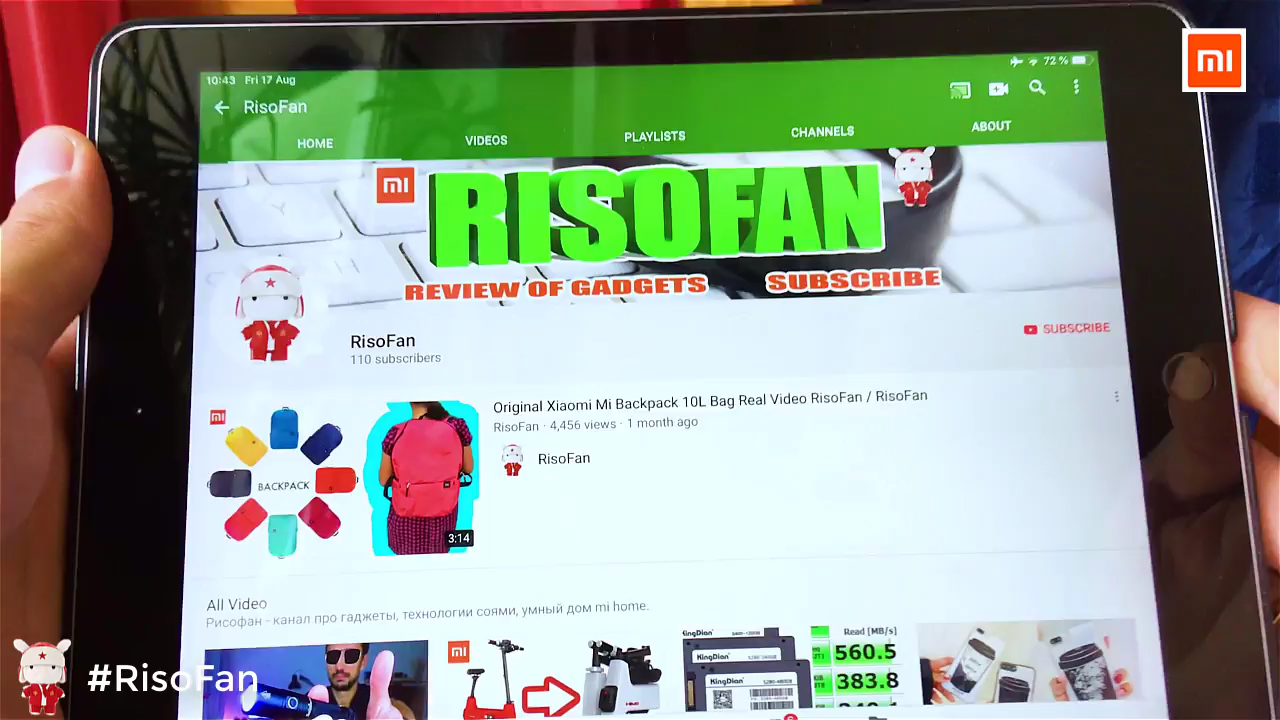 10:43 Fri 17 Aug
72 %
RisoFan
HOME
VIDEOS
PLAYLISTS
CHANNELS
ABOUT
mi
mi
RISOFAN
REVIEW OF GADGETS
SUBSCRIBE
RisoFan
110 subscribers
SUBSCRIBE
mi
BACKPACK
3:14
Original Xiaomi Mi Backpack 10L Bag Real Video RisoFan / RisoFan
RisoFan · 4,456 views · 1 month ago
RisoFan
All Video
Рисофан - канал про гаджеты, технологии соями, умный дом mi home.
mi
KingDian
KingDian
KingDian
Read [MB/s]
560.5
383.8
#RisoFan